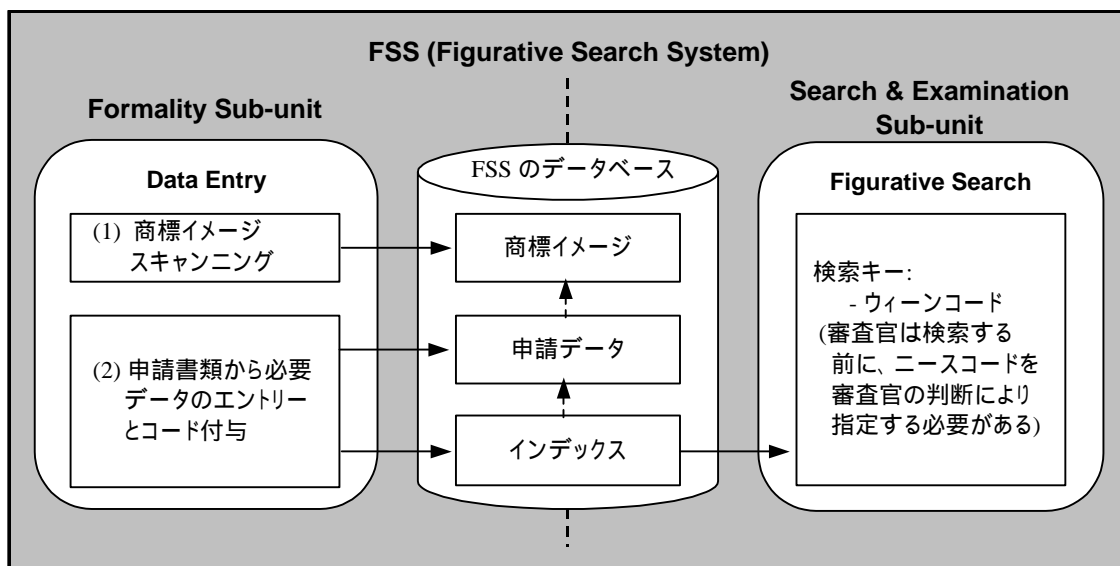 FSS (Figurative Search System)
Formality Sub-unit
Data Entry
(1) 商標イメージ
スキャンニング
(2) 申請書類から必要
データのエントリー
とコード付与
FSS のデータベース
商標イメージ
申請データ
インデックス
Search & Examination
Sub-unit
Figurative Search
検索キー:
- ウィーンコード
(審査官は検索する
前に、ニースコードを
審査官の判断により
指定する必要がある)